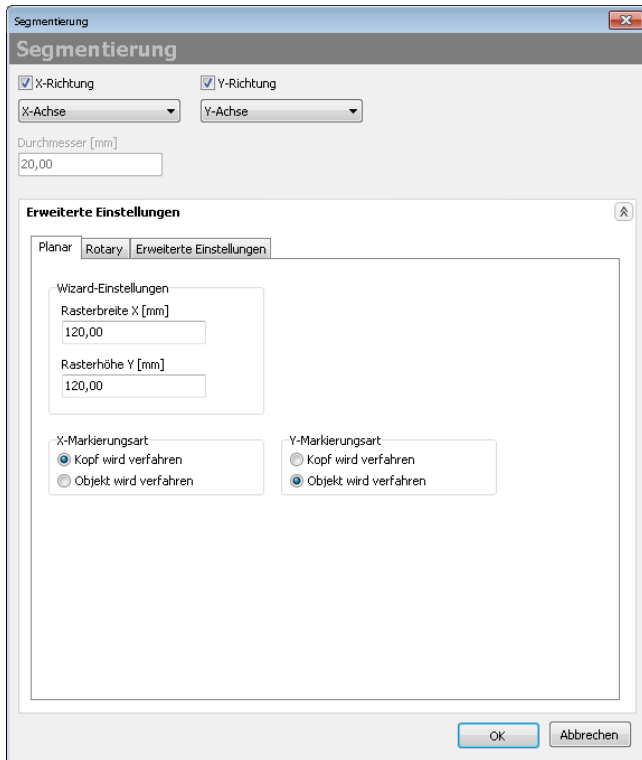 Segmentierung
Segmentierung
X-Richtung Y-Richtung
X-Achse Y-Achse
Durchmesser [mm]
20,00
Erweiterte Einstellungen
Planar Rotary Erweiterte Einstellungen
Wizard-Einstellungen
Rasterbreite X [mm]
120,00
Rasterhöhe Y [mm]
120,00
X-Markierungsart Y-Markierungsart
Kopf wird verfahren Kopf wird verfahren
Objekt wird verfahren Objekt wird verfahren
OK Abbrechen